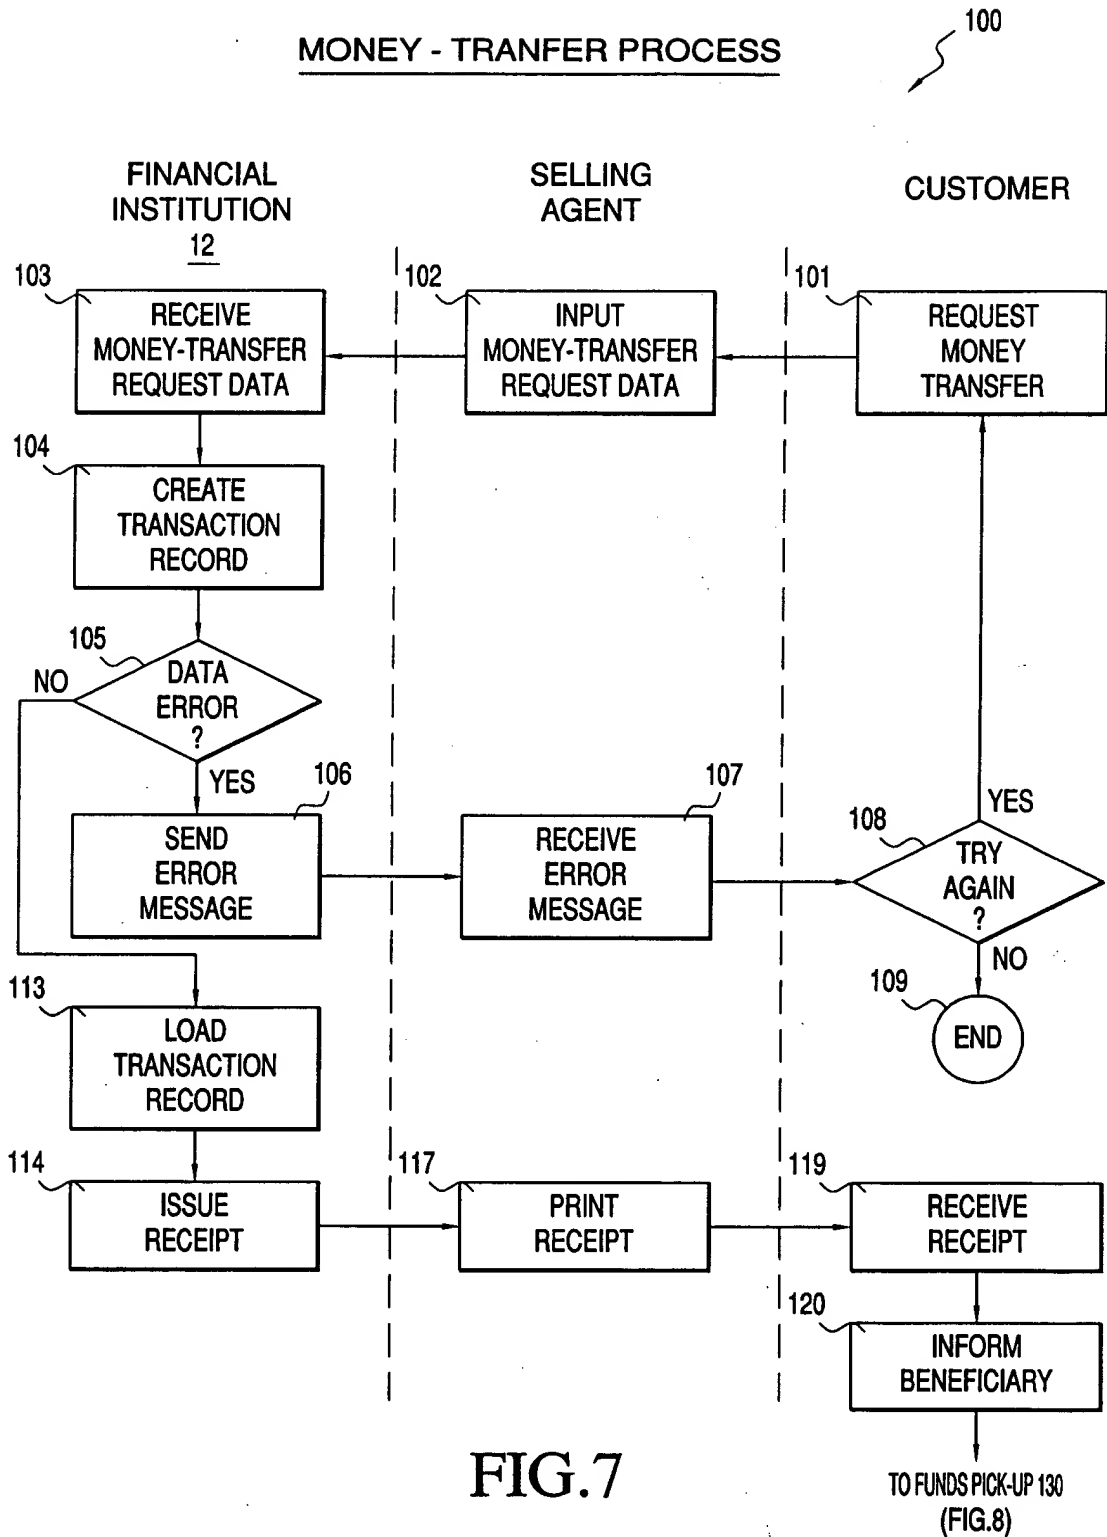 100
MONEY - TRANFER PROCESS
FINANCIAL
INSTITUTION
12
SELLING
AGENT
CUSTOMER
103
RECEIVE
MONEY-TRANSFER
REQUEST DATA
102
INPUT
MONEY-TRANSFER
REQUEST DATA
101
REQUEST
MONEY
TRANSFER
104
CREATE
TRANSACTION
RECORD
105
NO
DATA
ERROR
?
YES
106
SEND
ERROR
MESSAGE
107
RECEIVE
ERROR
MESSAGE
108
YES
TRY
AGAIN
?
NO
109
END
113
LOAD
TRANSACTION
RECORD
114
ISSUE
RECEIPT
117
PRINT
RECEIPT
119
RECEIVE
RECEIPT
120
INFORM
BENEFICIARY
TO FUNDS PICK-UP 130
(FIG.8)
FIG.7